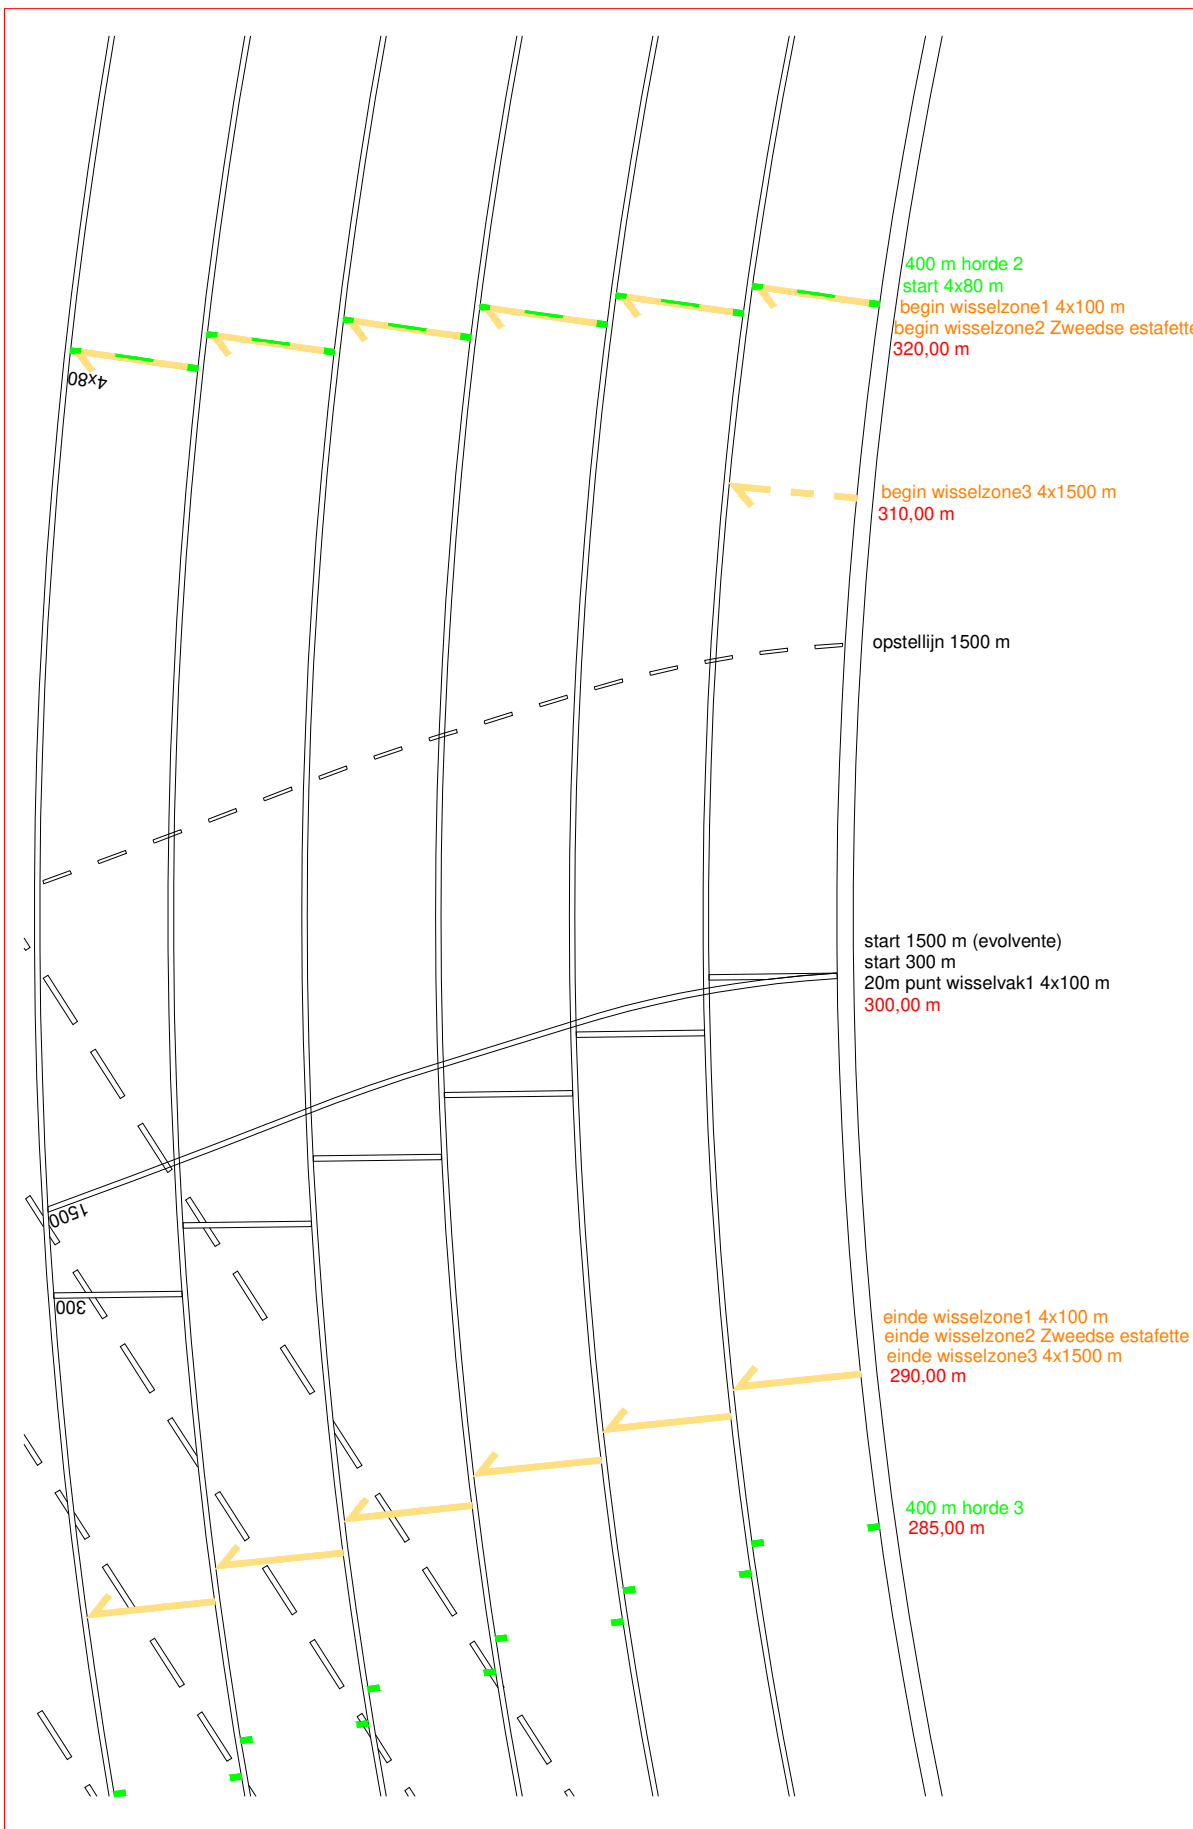 400 m horde 2
start 4x80 m
begin wisselzone1 4x100 m
begin wisselzone2 Zweedse estafette
320,00 m
4x80
begin wisselzone3 4x1500 m
310,00 m
opstellijn 1500 m
start 1500 m (evolvente)
start 300 m
20m punt wisselvak1 4x100 m
300,00 m
1500
300
einde wisselzone1 4x100 m
einde wisselzone2 Zweedse estafette
einde wisselzone3 4x1500 m
290,00 m
400 m horde 3
285,00 m